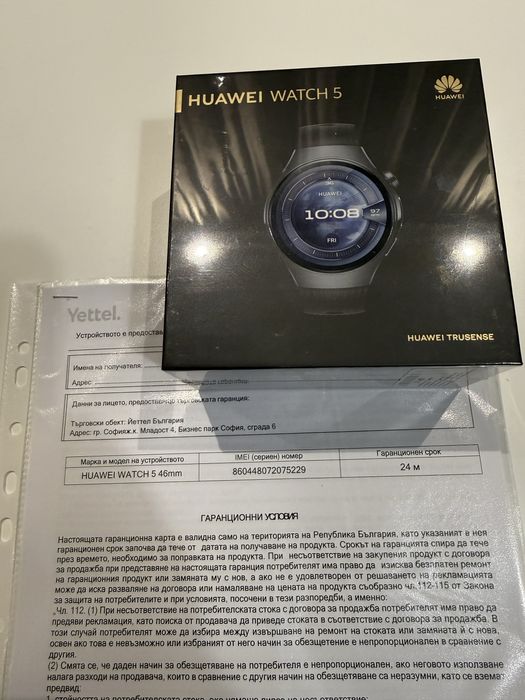 HUAWEI WATCH 5
HUAWEI
HUAWEI
10:08
97
FRI
HUAWEI TRUSENSE
Yettel.
Устройството е предостав
Имена на получателя:
Адрес
Данни за лицето, предоставящо търговската гаранция:
Търговски обект: Йеттел България
Адрес: гр. Софияж.к. Младост 4, Бизнес парк София, сграда 6
Марка и модел на устройството IMEI (сериен) номер Гаранционен срок
HUAWEI WATCH 5 46mm 860448072075229 24 м
ГАРАНЦИОННИ УСЛОВИЯ
Настоящата гаранционна карта е валидна само на територията на Република България, като указаният в нея
гаранционен срок започва да тече от датата на получаване на продукта. Срокът на гаранцията спира да тече
през времето, необходимо за поправката на продукта. При несъответствие на закупения продукт с договора
за продажба при представяне на настоящата гаранция потребителят има право да изисква безплатен ремонт
на гаранционния продукт или замяната му с нов, а ако не е удовлетворен от решаването на рекламацията
може да иска разваляне на договора или намаляване на цената на продукта съобразно чл.112-115 от Закона
за защита на потребителите и при условията, посочени в тези разпоредби, а именно:
„Чл. 112. (1) При несъответствие на потребителската стока с договора за продажба потребителят има право да
предяви рекламация, като поиска от продавача да приведе стоката в съответствие с договора за продажба. В
този случай потребителят може да избира между извършване на ремонт на стоката или замяната ѝ с нова,
освен ако това е невъзможно или избраният от него начин за обезщетение е непропорционален в сравнение с
другия.
(2) Смята се, че даден начин за обезщетяване на потребителя е непропорционален, ако неговото използване
налага разходи на продавача, които в сравнение с другия начин на обезщетяване са неразумни, като се взема
предвид: